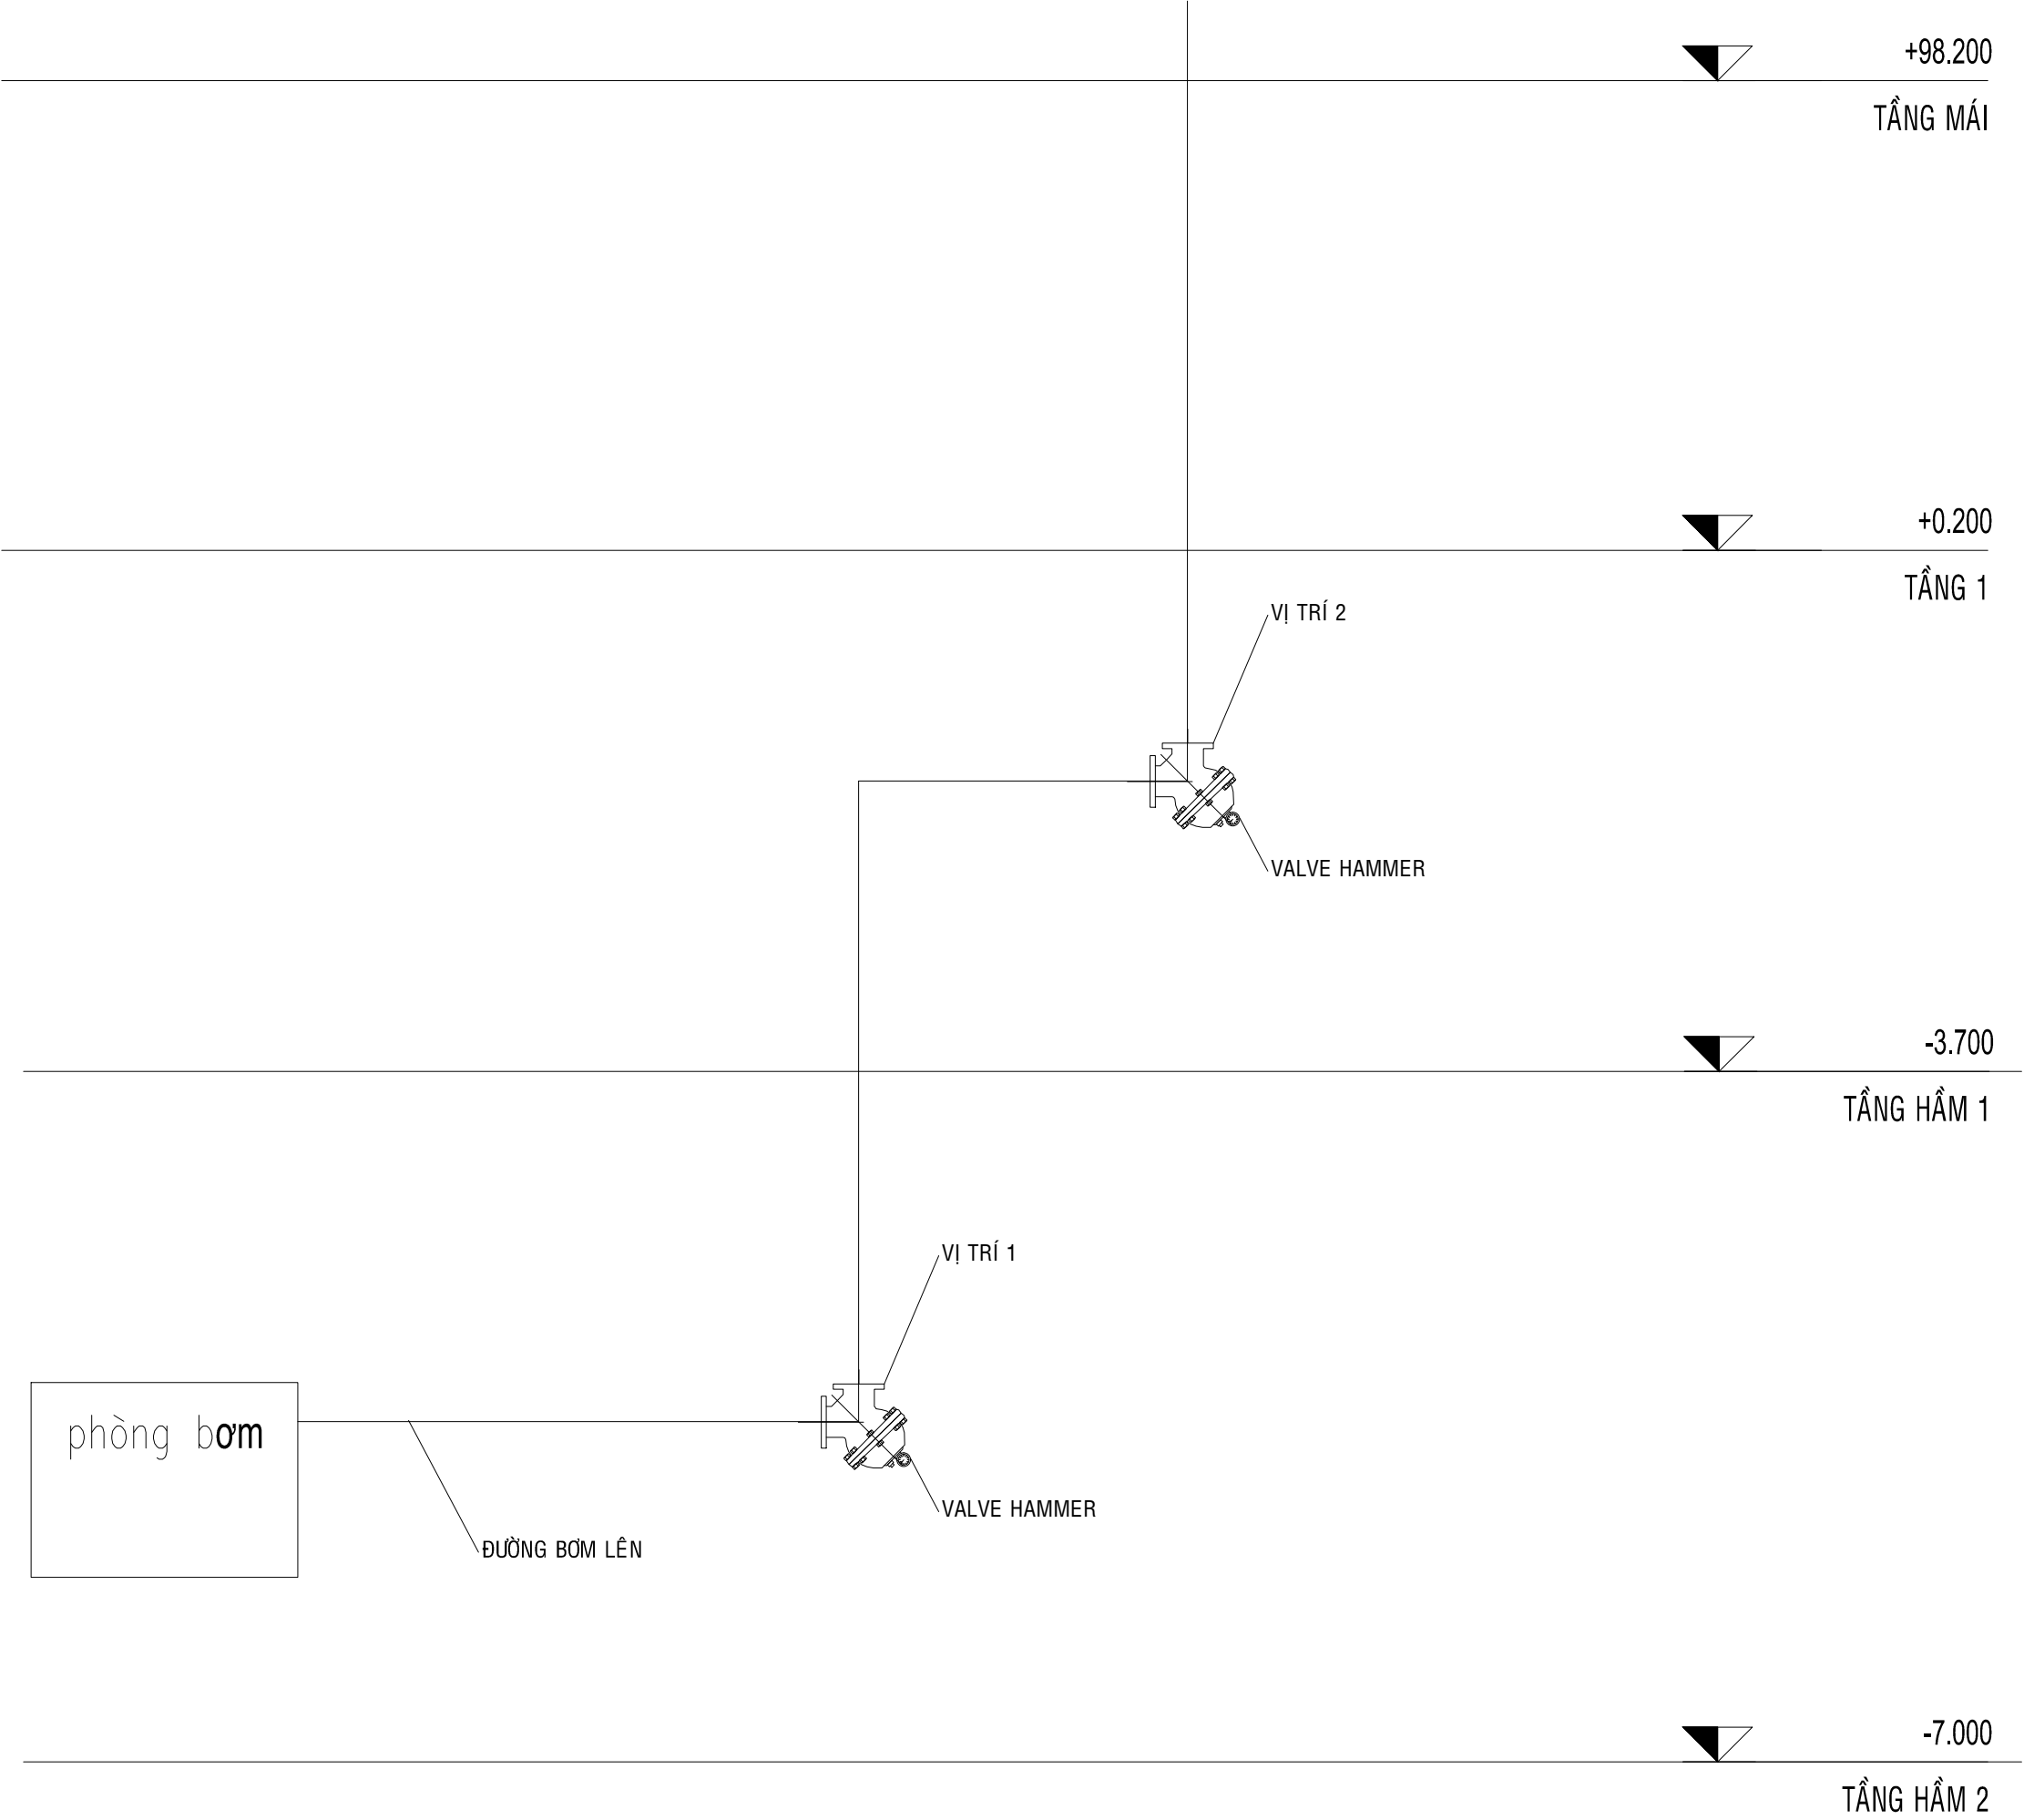 +98.200
TẦNG MÁI
+0.200
TẦNG 1
VỊ TRÍ 2
VALVE HAMMER
-3.700
TẦNG HẦM 1
VỊ TRÍ 1
phòng bơm
VALVE HAMMER
ĐƯỜNG BƠM LÊN
-7.000
TẦNG HẦM 2